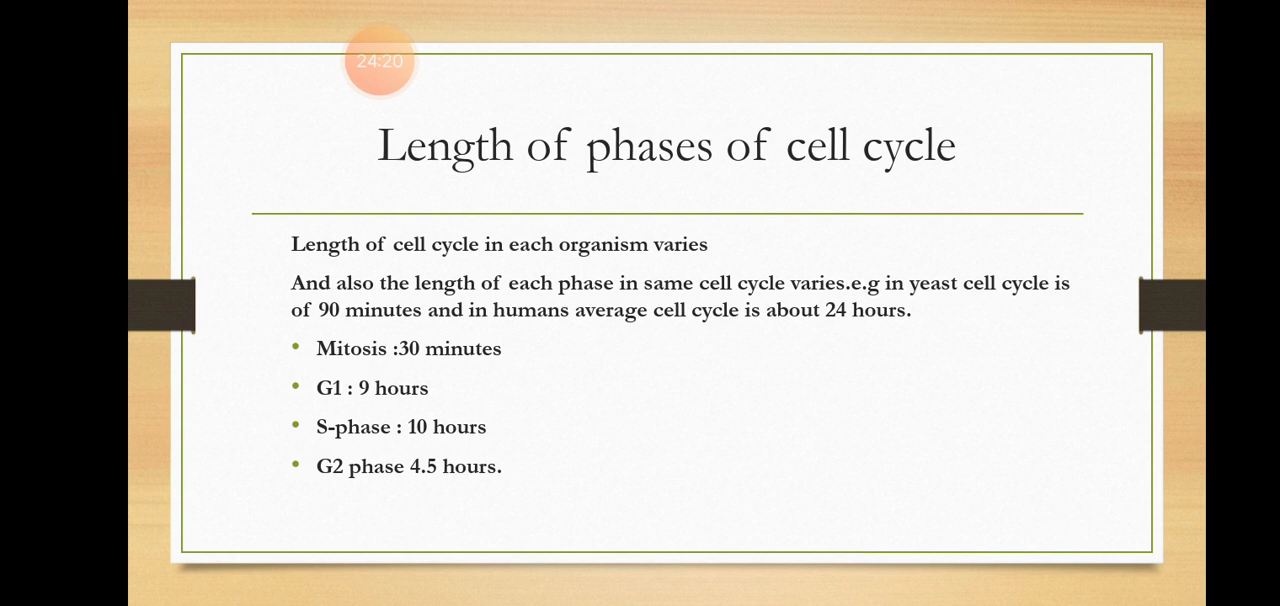 24:20
Length of phases of cell cycle
Length of cell cycle in each organism varies
And also the length of each phase in same cell cycle varies.e.g in yeast cell cycle is
of 90 minutes and in humans average cell cycle is about 24 hours.
• Mitosis :30 minutes
• G1 : 9 hours
• S-phase : 10 hours
• G2 phase 4.5 hours.